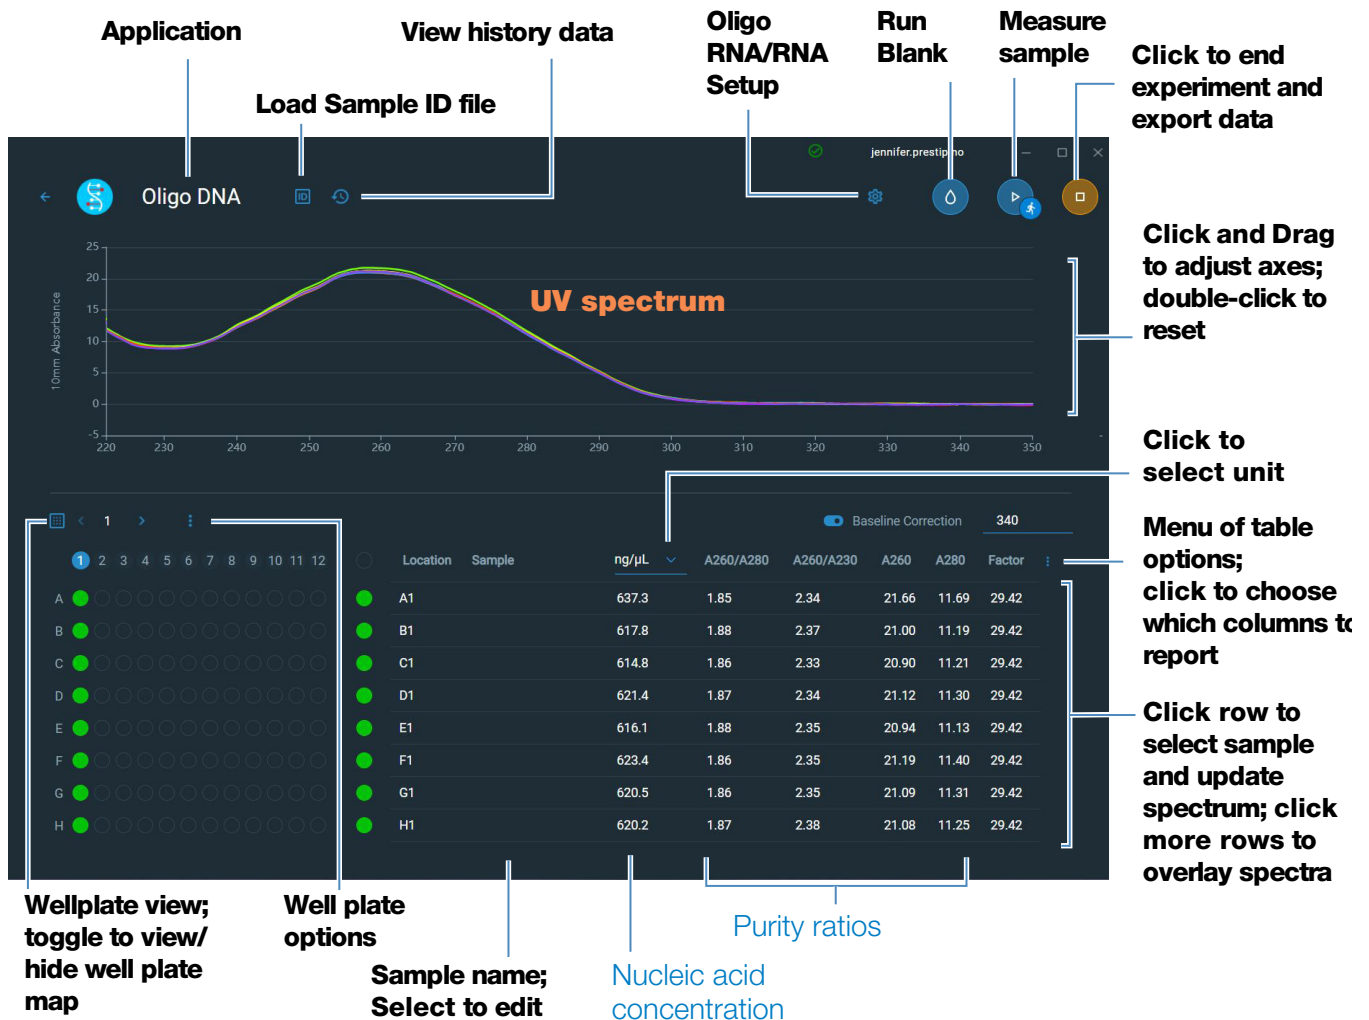 Application
View history data
Load Sample ID file
Oligo
RNA/RNA
Setup
Run
Blank
Measure
sample
Click to end
experiment and
export data
jennifer.prestipino
Oligo DNA
ID
Click and Drag
to adjust axes;
double-click to
reset
10mm Absorbance
25
20
15
10
5
0
-5
UV spectrum
220 230 240 250 260 270 280 290 300 310 320 330 340 350
Click to
select unit
1
Baseline Correction 340
Menu of table
options;
click to choose
which columns to
report
1 2 3 4 5 6 7 8 9 10 11 12
A
B
C
D
E
F
G
H
Location Sample ng/µL A260/A280 A260/A230 A260 A280 Factor
A1 637.3 1.85 2.34 21.66 11.69 29.42
B1 617.8 1.88 2.37 21.00 11.19 29.42
C1 614.8 1.86 2.33 20.90 11.21 29.42
D1 621.4 1.87 2.34 21.12 11.30 29.42
E1 616.1 1.88 2.35 20.94 11.13 29.42
F1 623.4 1.86 2.35 21.19 11.40 29.42
G1 620.5 1.86 2.35 21.09 11.31 29.42
H1 620.2 1.87 2.38 21.08 11.25 29.42
Click row to
select sample
and update
spectrum; click
more rows to
overlay spectra
Wellplate view;
toggle to view/
hide well plate
map
Well plate
options
Sample name;
Select to edit
Nucleic acid
concentration
Purity ratios